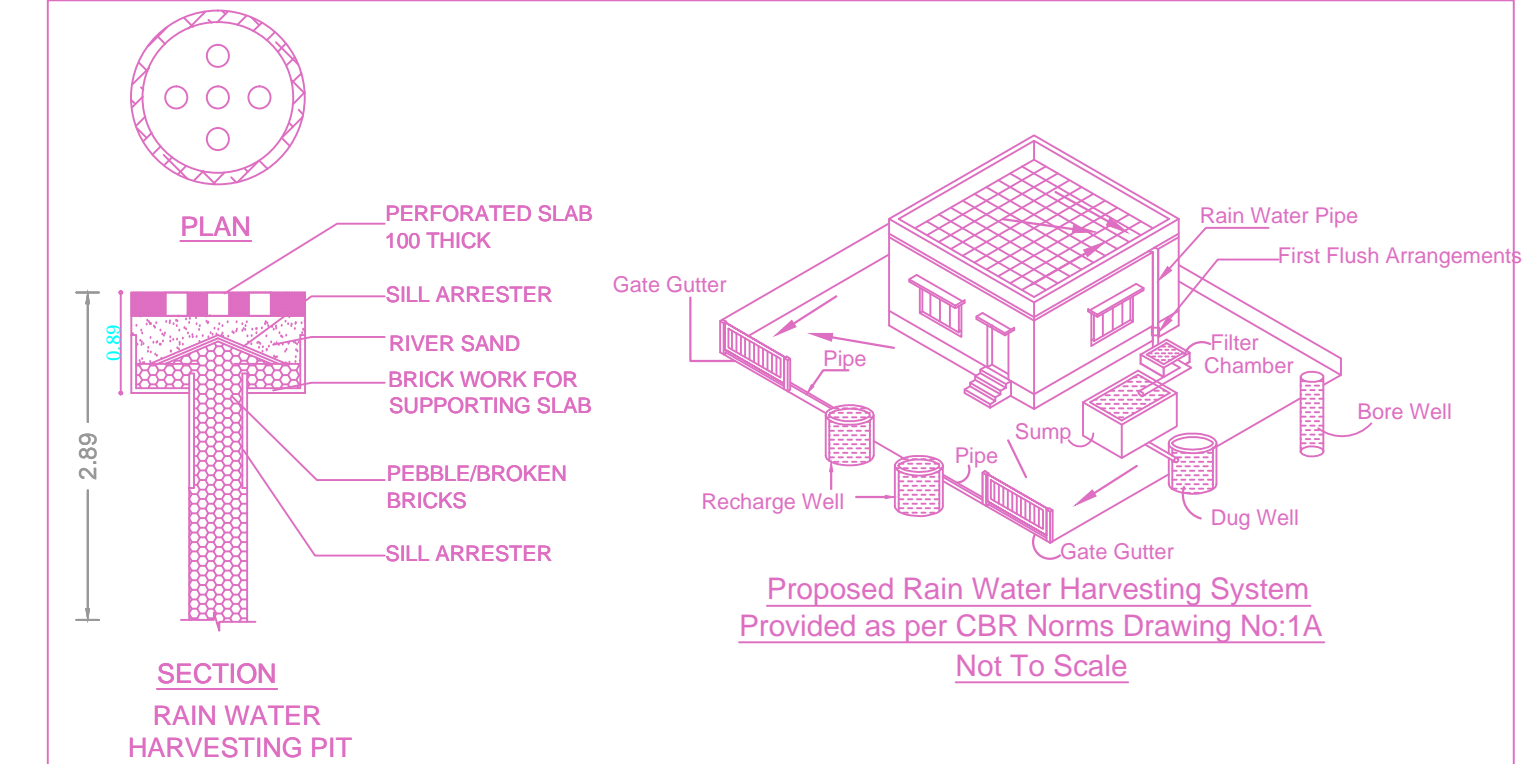 PLAN
PERFORATED SLAB
100 THICK
SILL ARRESTER
RIVER SAND
BRICK WORK FOR
SUPPORTING SLAB
PEBBLE/BROKEN
BRICKS
SILL ARRESTER
0.89
2.89
SECTION
RAIN WATER
HARVESTING PIT
Rain Water Pipe
First Flush Arrangements
Gate Gutter
Filter
Chamber
Pipe
Bore Well
Sump
Pipe
Recharge Well
Dug Well
Gate Gutter
Proposed Rain Water Harvesting System
Provided as per CBR Norms Drawing No:1A
Not To Scale